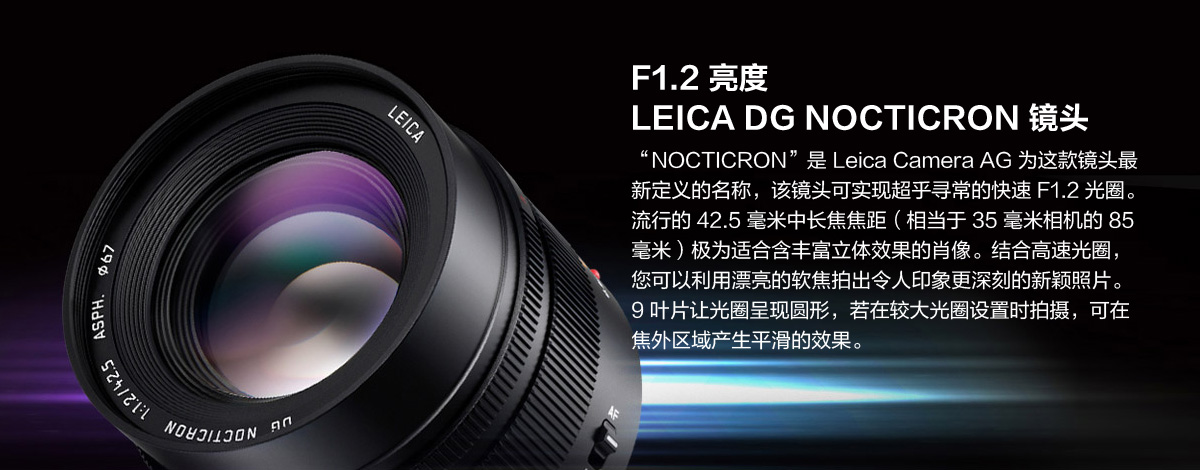 F1.2 亮度
LEICA DG NOCTICRON 镜头
“NOCTICRON”是 Leica Camera AG 为这款镜头最
新定义的名称，该镜头可实现超乎寻常的快速 F1.2 光圈。
流行的 42.5 毫米中长焦焦距（相当于 35 毫米相机的 85
毫米）极为适合含丰富立体效果的肖像。结合高速光圈，
您可以利用漂亮的软焦拍出令人印象更深刻的新颖照片。
9 叶片让光圈呈现圆形，若在较大光圈设置时拍摄，可在
焦外区域产生平滑的效果。
LEICA
DG NOCTICRON 1:1.2/42.5 ASPH. Φ67
AF